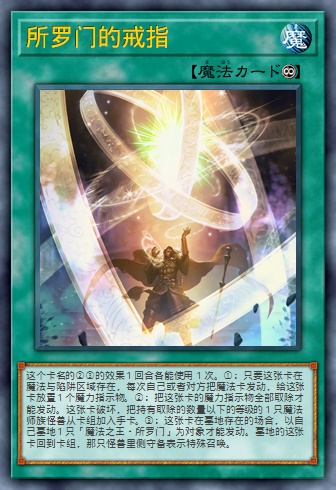 所罗门的戒指
魔
【魔法カード】
这个卡名的②③的效果1回合各能使用1次。①：只要这张卡在
魔法与陷阱区域存在，每次自己或者对方把魔法卡发动，给这张
卡放置1个魔力指示物。②：把这张卡的魔力指示物全部取除才
能发动。这张卡破坏，把持有取除的数量以下的等级的1只魔法
师族怪兽从卡组加入手卡。③：这张卡在墓地存在的场合，以自
己墓地1只「魔法之王·所罗门」为对象才能发动。墓地的这张
卡回到卡组，那只怪兽里侧守备表示特殊召唤。